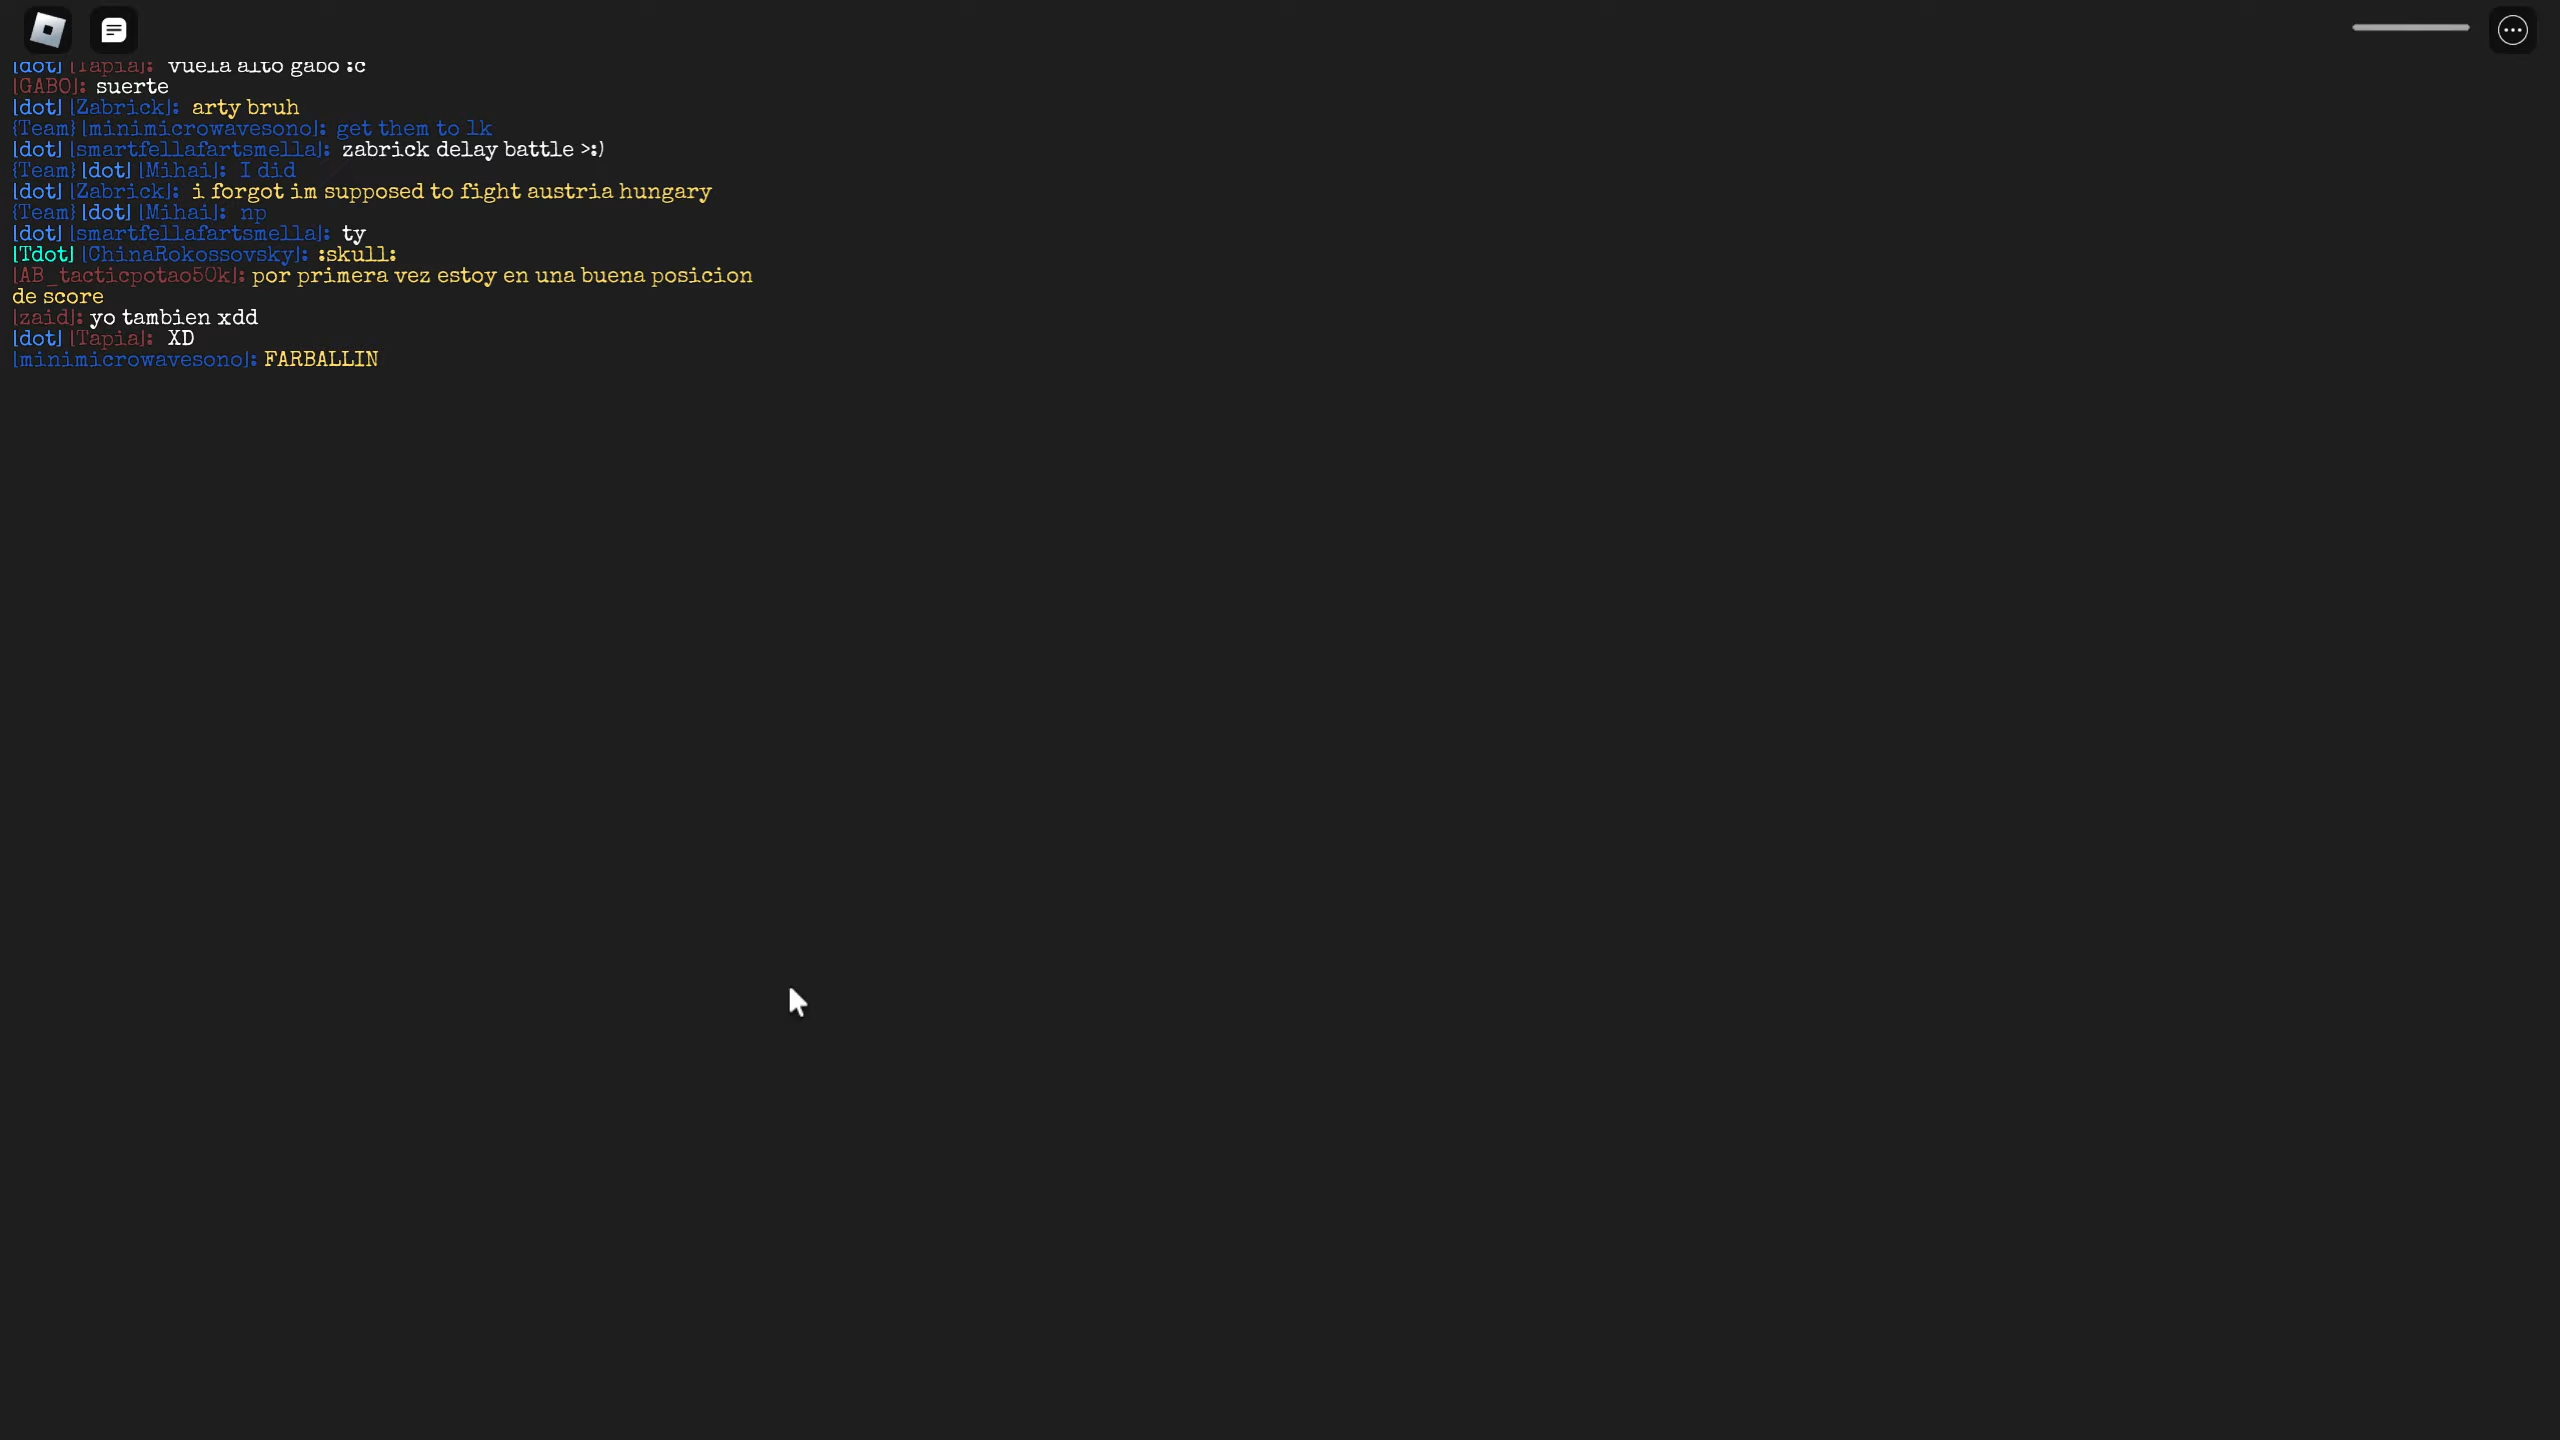 [dot] [Tapia]: vuela alto gabo :c
[GABO]: suerte
[dot] [Zabrick]: arty bruh
{Team} [minimicrowavesono]: get them to 1k
[dot] [smartfellafartsmella]: zabrick delay battle >:)
{Team} [dot] [Mihai]: I did
[dot] [Zabrick]: i forgot im supposed to fight austria hungary
{Team} [dot] [Mihai]: np
[dot] [smartfellafartsmella]: ty
[Tdot] [ChinaRokossovsky]: :skull:
[AB_tacticpotao50k]: por primera vez estoy en una buena posicion
de score
[zaid]: yo tambien xdd
[dot] [Tapia]: XD
[minimicrowavesono]: FARBALLIN